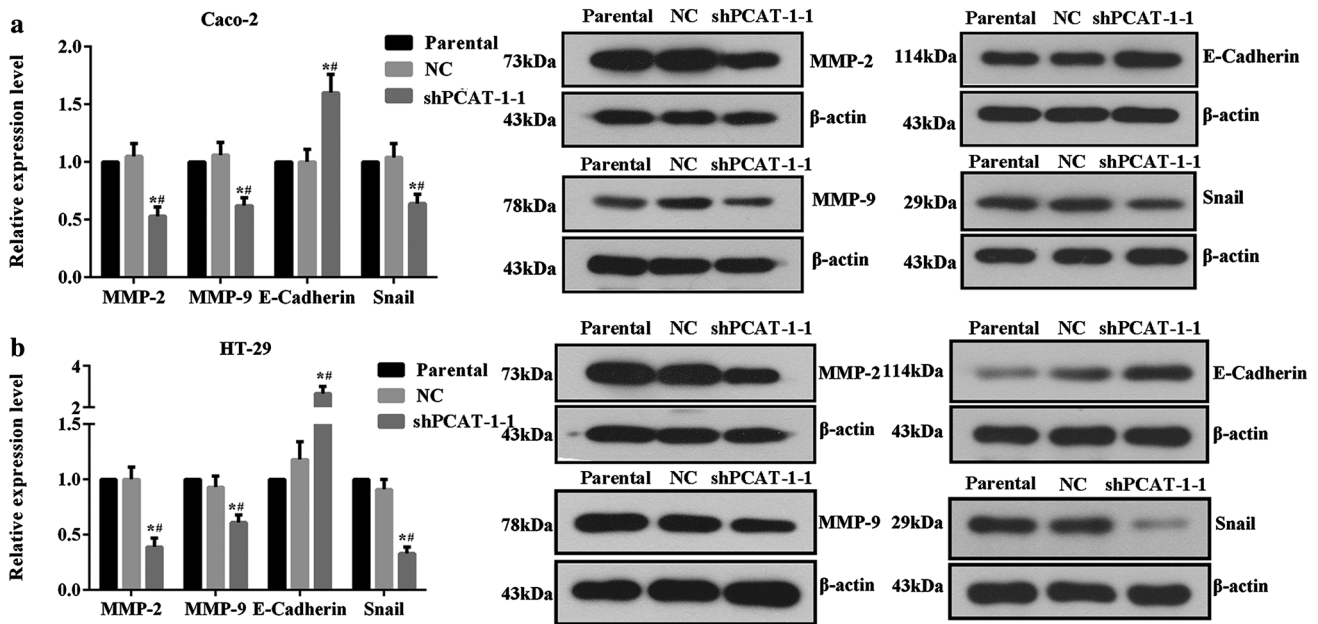 a
Caco-2
Relative expression level
2.0
1.5
1.0
0.5
0.0
Parental
NC
shPCAT-1-1
*#
*#
*#
*#
MMP-2 MMP-9 E-Cadherin Snail
Parental NC shPCAT-1-1
73kDa MMP-2
43kDa β-actin
Parental NC shPCAT-1-1
78kDa MMP-9
43kDa β-actin
Parental NC shPCAT-1-1
114kDa E-Cadherin
43kDa β-actin
Parental NC shPCAT-1-1
29kDa Snail
43kDa β-actin
b
HT-29
Relative expression level
4
2
1.5
1.0
0.5
0.0
Parental
NC
shPCAT-1-1
*#
*#
*#
*#
MMP-2 MMP-9 E-Cadherin Snail
Parental NC shPCAT-1-1
73kDa MMP-2
43kDa β-actin
Parental NC shPCAT-1-1
78kDa MMP-9
43kDa β-actin
Parental NC shPCAT-1-1
114kDa E-Cadherin
43kDa β-actin
Parental NC shPCAT-1-1
29kDa Snail
43kDa β-actin